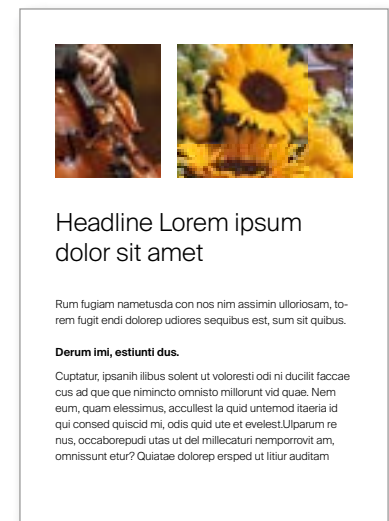 Headline Lorem ipsum
dolor sit amet
Rum fugiam nametusda con nos nim assimin ulloriosam, to-
rem fugit endi dolorep udiores sequibus est, sum sit quibus.
Derum imi, estiunti dus.
Cuptatur, ipsanih ilibus solent ut voloresti odi ni ducilit faccae
cus ad que que nimincto omnisto millorunt vid quae. Nem
eum, quam elessimus, accullest la quid untemod itaeria id
qui consed quiscid mi, odis quid ute et evelest.Ulparum re
nus, occaborepudi utas ut del millecaturi nemporrovit am,
omnissunt etur? Quiatae dolorep ersped ut litiur auditam